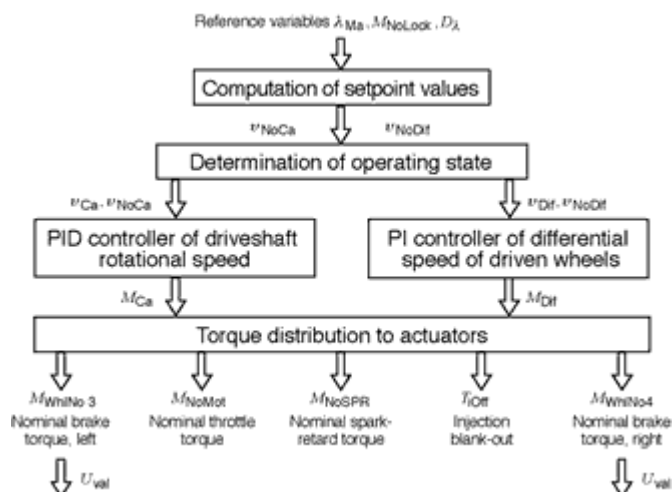 Reference variables λMa, MNoLock, Dλ
Computation of setpoint values
vNoCa vNoDif
Determination of operating state
vCa, vNoCa vDif, vNoDif
PID controller of driveshaft
rotational speed
PI controller of differential
speed of driven wheels
MCa MDif
Torque distribution to actuators
MWhlNo 3 MNoMot MNoSPR TiOff MWhlNo4
Nominal brake
torque, left
Nominal throttle
torque
Nominal spark-
retard torque
Injection
blank-out
Nominal brake
torque, right
Uval Uval